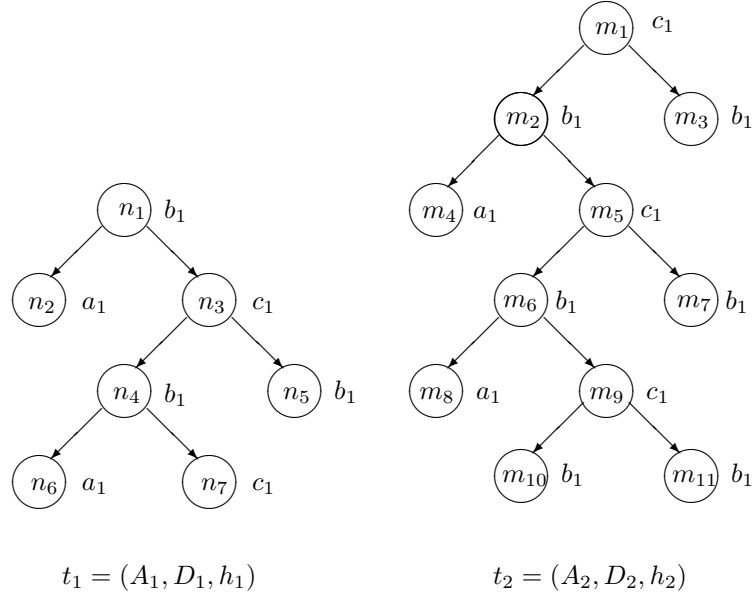 m₁ c₁
m₂ b₁ m₃ b₁
n₁ b₁ m₄ a₁ m₅ c₁
n₂ a₁ n₃ c₁ m₆ b₁ m₇ b₁
n₄ b₁ n₅ b₁ m₈ a₁ m₉ c₁
n₆ a₁ n₇ c₁ m₁₀ b₁ m₁₁ b₁
t₁ = (A₁, D₁, h₁) t₂ = (A₂, D₂, h₂)